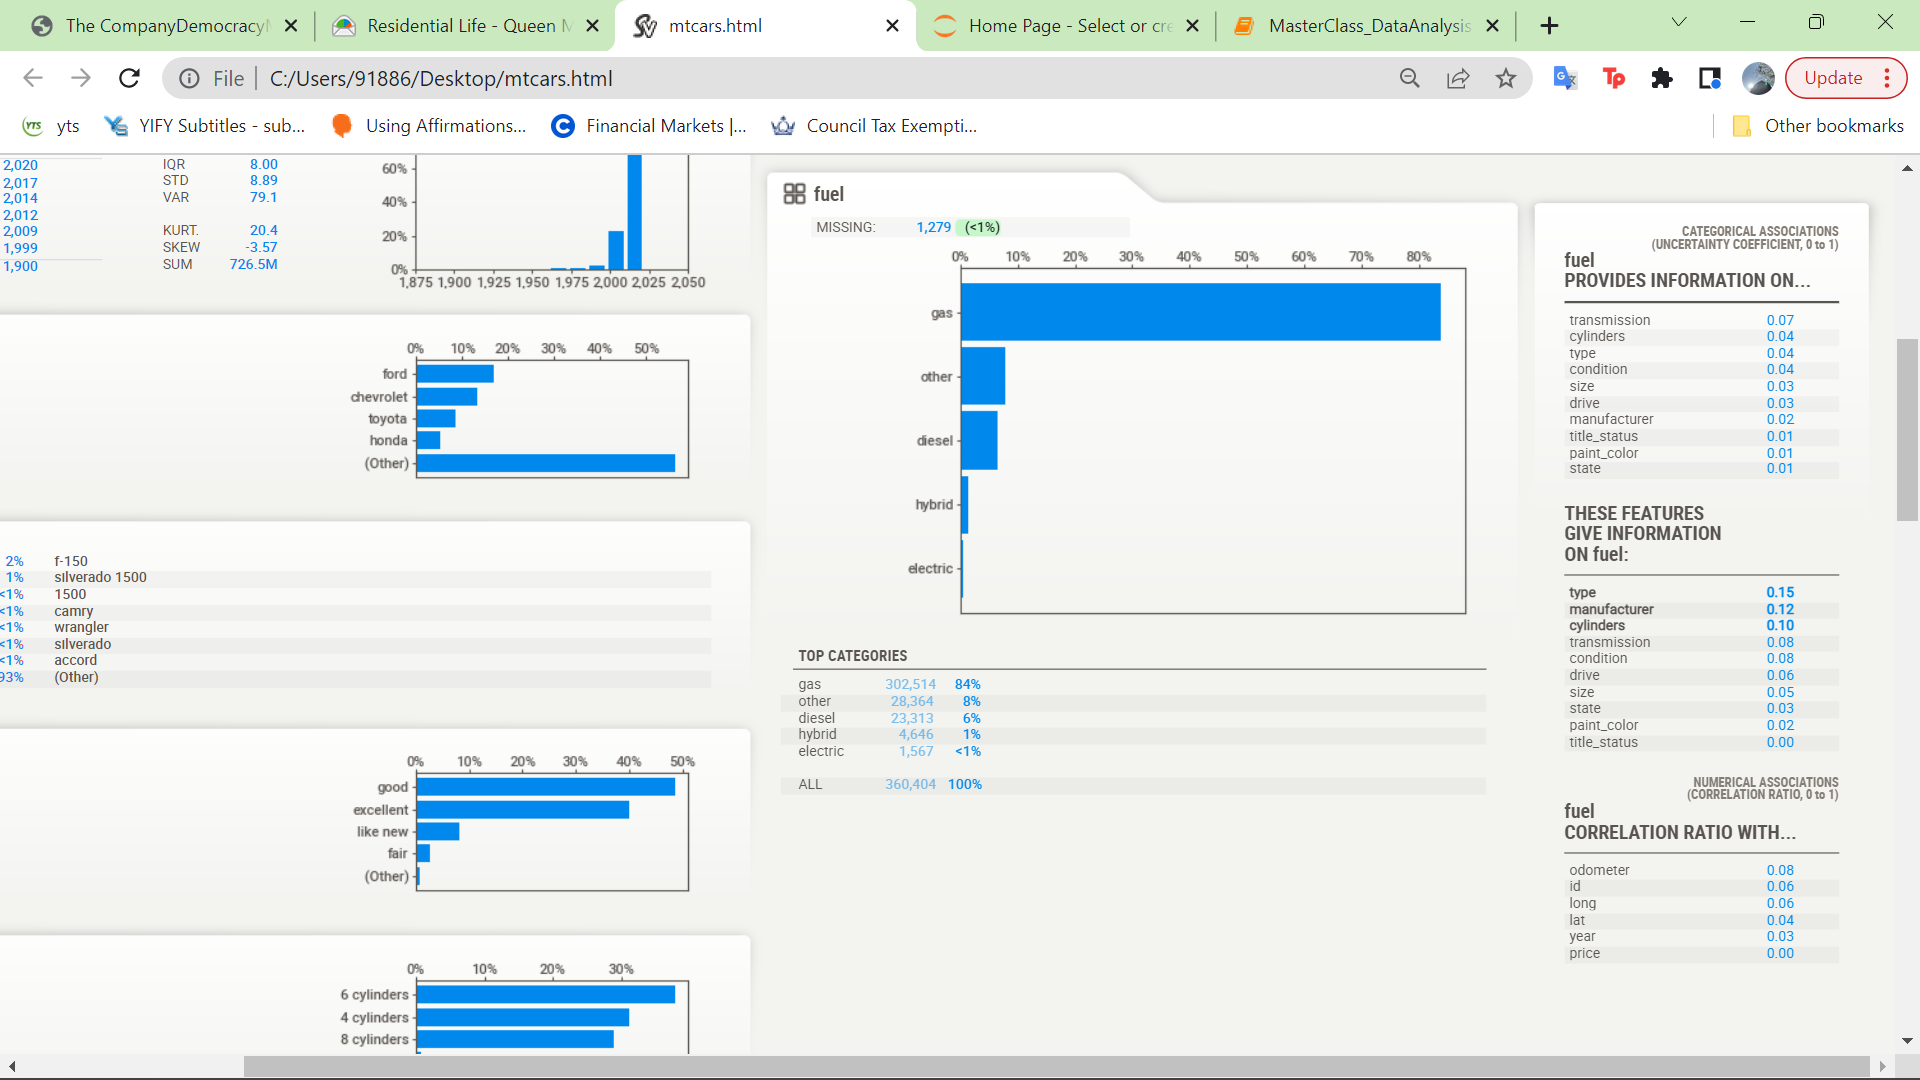 The CompanyDemocracyM
Residential Life - Queen M
mtcars.html
Home Page - Select or cre
MasterClass_DataAnalysis
File
C:/Users/91886/Desktop/mtcars.html
Update
yts
YIFY Subtitles - sub...
Using Affirmations...
Financial Markets |...
Council Tax Exempti...
Other bookmarks
2,020
2,017
2,014
2,012
2,009
1,999
1,900
IQR 8.00
STD 8.89
VAR 79.1
KURT. 20.4
SKEW -3.57
SUM 726.5M
60%
40%
20%
0%
1,875 1,900 1,925 1,950 1,975 2,000 2,025 2,050
0% 10% 20% 30% 40% 50%
ford
chevrolet
toyota
honda
(Other)
2% f-150
1% silverado 1500
<1% 1500
<1% camry
<1% wrangler
<1% silverado
<1% accord
93% (Other)
0% 10% 20% 30% 40% 50%
good
excellent
like new
fair
(Other)
0% 10% 20% 30%
6 cylinders
4 cylinders
8 cylinders
fuel
MISSING: 1,279 (<1%)
0% 10% 20% 30% 40% 50% 60% 70% 80%
gas
other
diesel
hybrid
electric
TOP CATEGORIES
gas 302,514 84%
other 28,364 8%
diesel 23,313 6%
hybrid 4,646 1%
electric 1,567 <1%
ALL 360,404 100%
CATEGORICAL ASSOCIATIONS
(UNCERTAINTY COEFFICIENT, 0 to 1)
fuel
PROVIDES INFORMATION ON...
transmission 0.07
cylinders 0.04
type 0.04
condition 0.04
size 0.03
drive 0.03
manufacturer 0.02
title_status 0.01
paint_color 0.01
state 0.01
THESE FEATURES
GIVE INFORMATION
ON fuel:
type 0.15
manufacturer 0.12
cylinders 0.10
transmission 0.08
condition 0.08
drive 0.06
size 0.05
state 0.03
paint_color 0.02
title_status 0.00
NUMERICAL ASSOCIATIONS
(CORRELATION RATIO, 0 to 1)
fuel
CORRELATION RATIO WITH...
odometer 0.08
id 0.06
long 0.06
lat 0.04
year 0.03
price 0.00